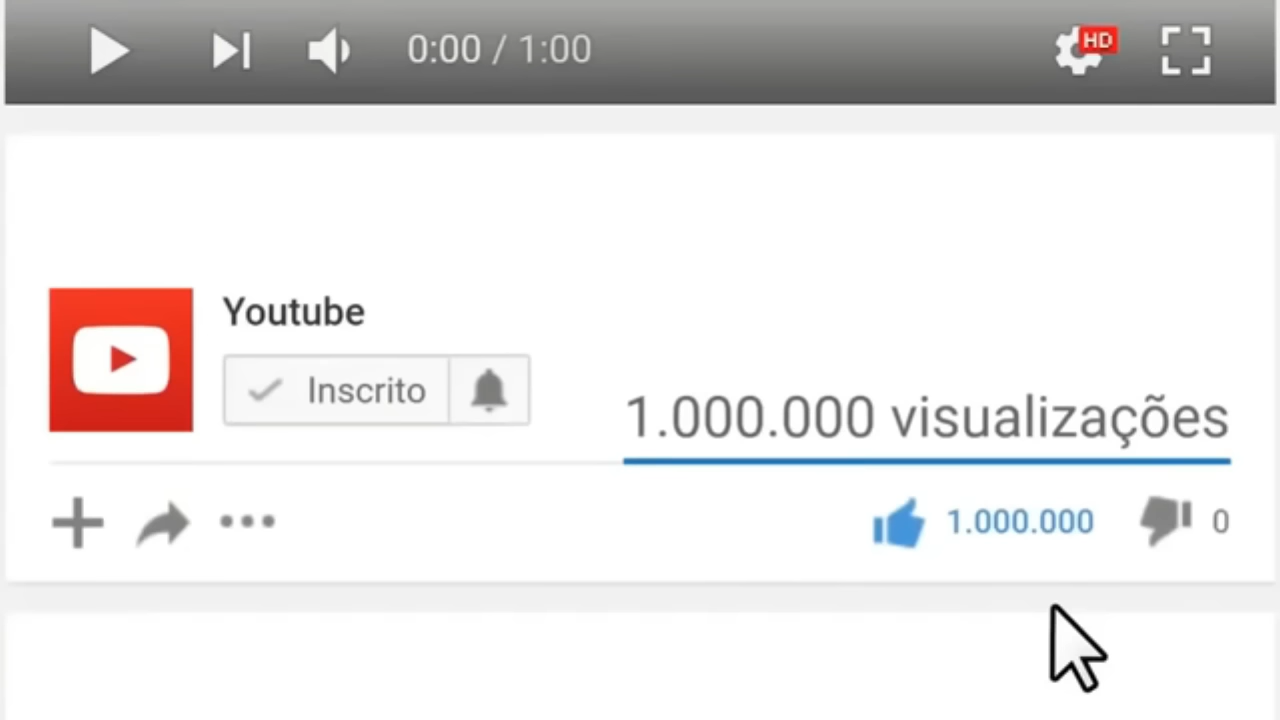 0:00 / 1:00
HD
Youtube
Inscrito
1.000.000 visualizações
1.000.000
0